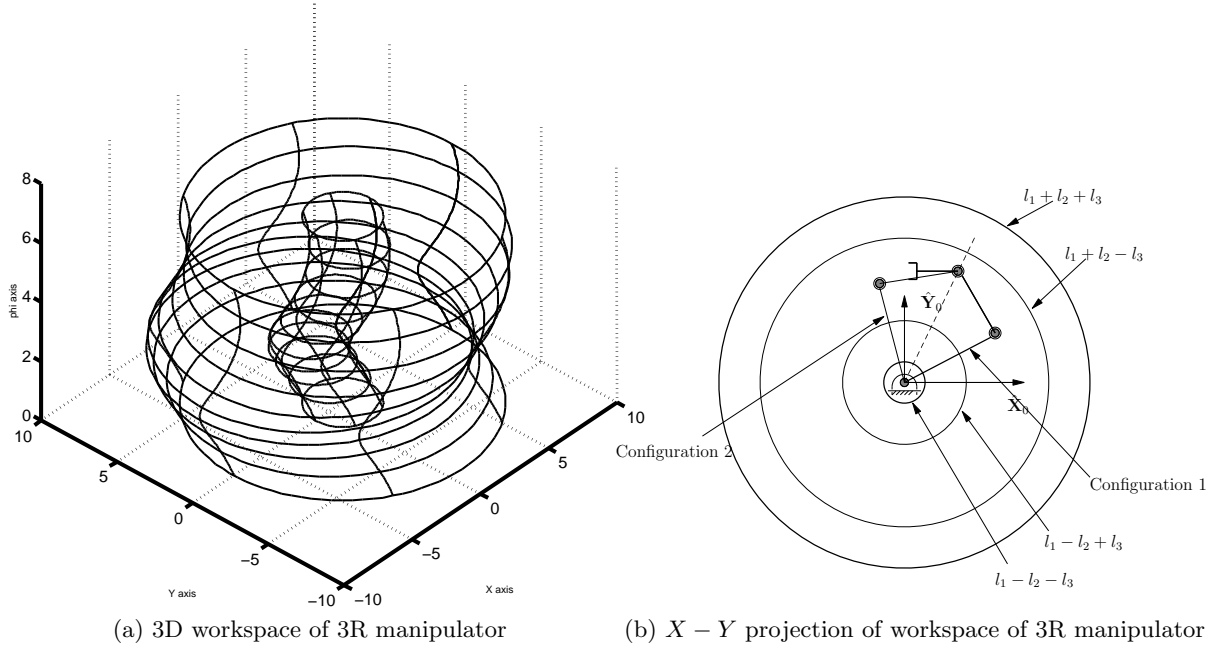 8
6
4
2
0
phi axis
10
5
0
−5
−10
Y axis
−10
−5
0
5
10
X axis
(a) 3D workspace of 3R manipulator
l₁ + l₂ + l₃
l₁ + l₂ − l₃
Ŷ₀
X̂₀
Configuration 2
Configuration 1
l₁ − l₂ + l₃
l₁ − l₂ − l₃
(b) X − Y projection of workspace of 3R manipulator